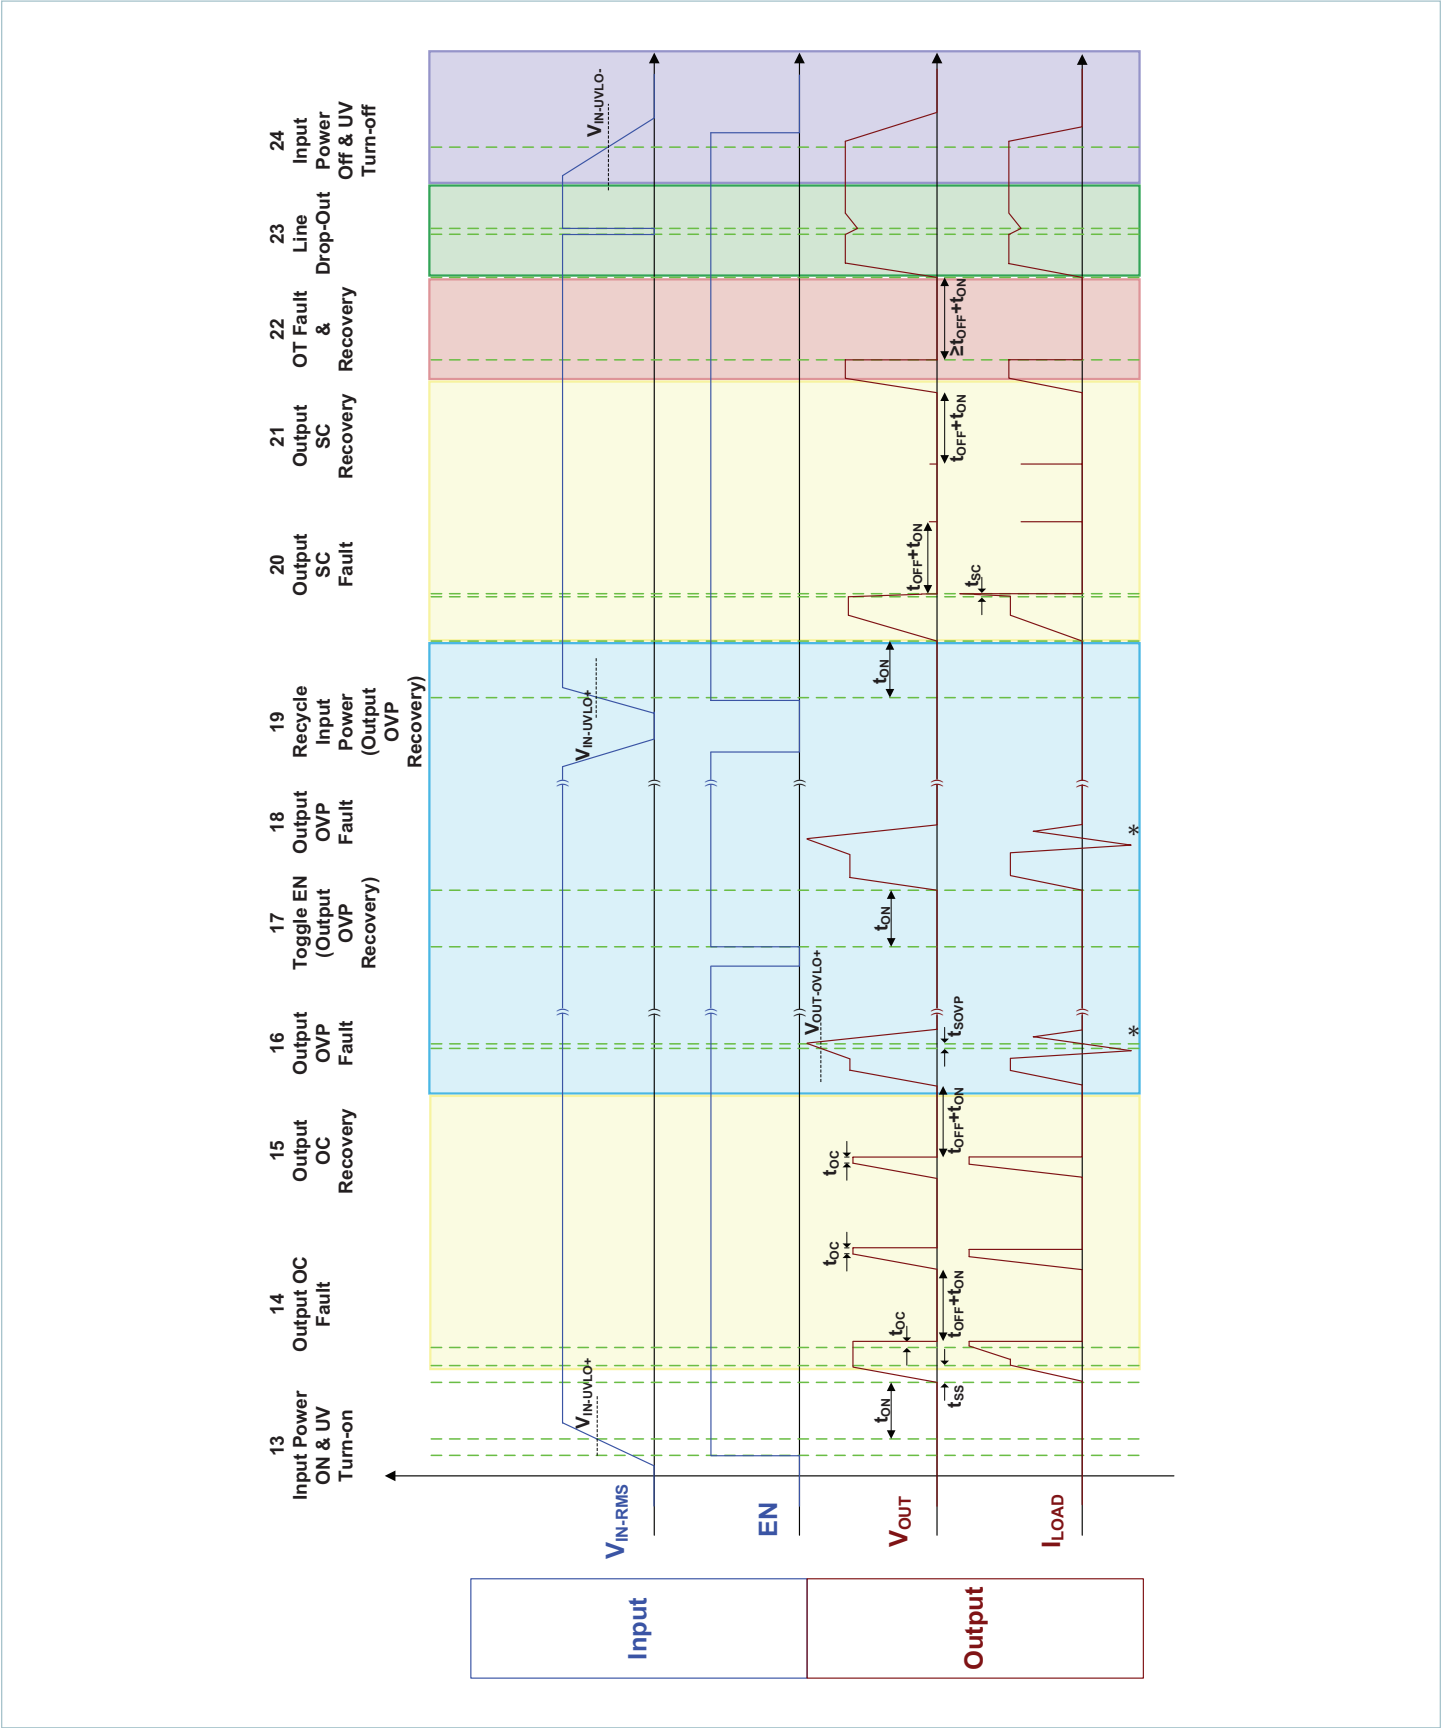 13
Input Power
ON & UV
Turn-on
14
Output OC
Fault
15
Output
OC
Recovery
16
Output
OVP
Fault
17
Toggle EN
(Output
OVP
Recovery)
18
Output
OVP
Fault
19
Recycle
Input
Power
(Output
OVP
Recovery)
20
Output
SC
Fault
21
Output
SC
Recovery
22
OT Fault
&
Recovery
23
Line
Drop-Out
24
Input
Power
Off & UV
Turn-off
Input
VIN-RMS
VIN-UVLO+
VIN-UVLO+
VIN-UVLO-
EN
Output
VOUT
tON
tSS
tOC
tOFF+tON
tOC
tOC
tOFF+tON
VOUT-OVLO+
tSOVP
tON
tON
tOFF+tON
tOFF+tON
≥tOFF+tON
ILOAD
*
*
tSC